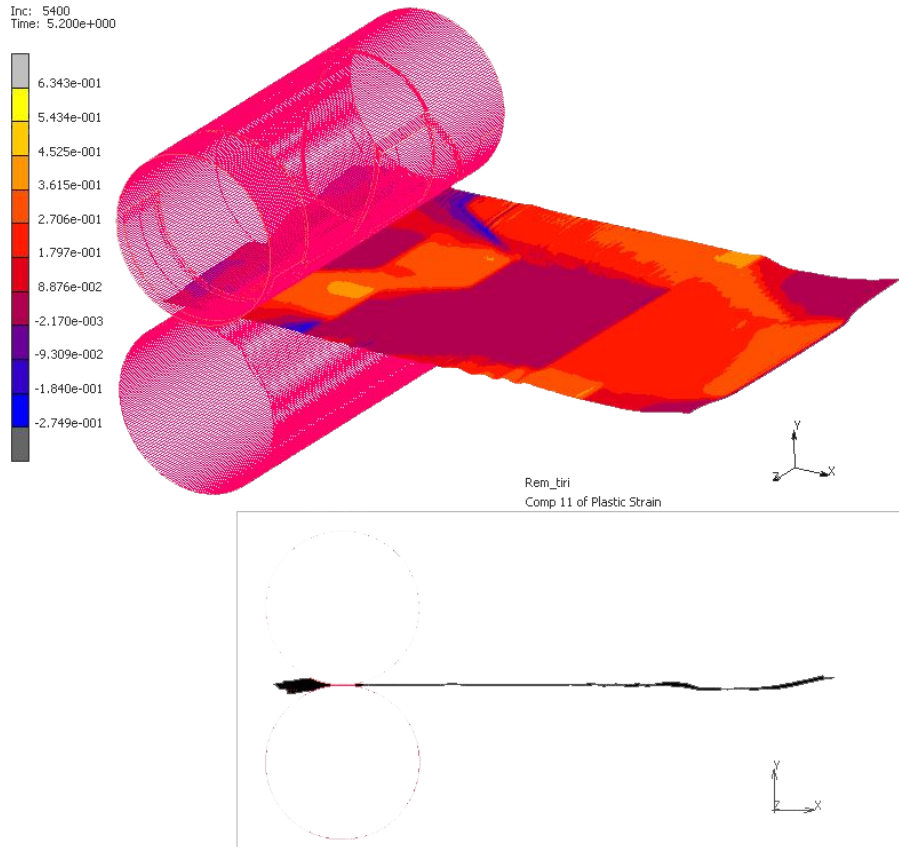 Inc: 5400
Time: 5.200e+000
6.343e-001
5.434e-001
4.525e-001
3.615e-001
2.706e-001
1.797e-001
8.876e-002
-2.170e-003
-9.309e-002
-1.840e-001
-2.749e-001
Y
Z
X
Rem_tiri
Comp 11 of Plastic Strain
Y
Z
X